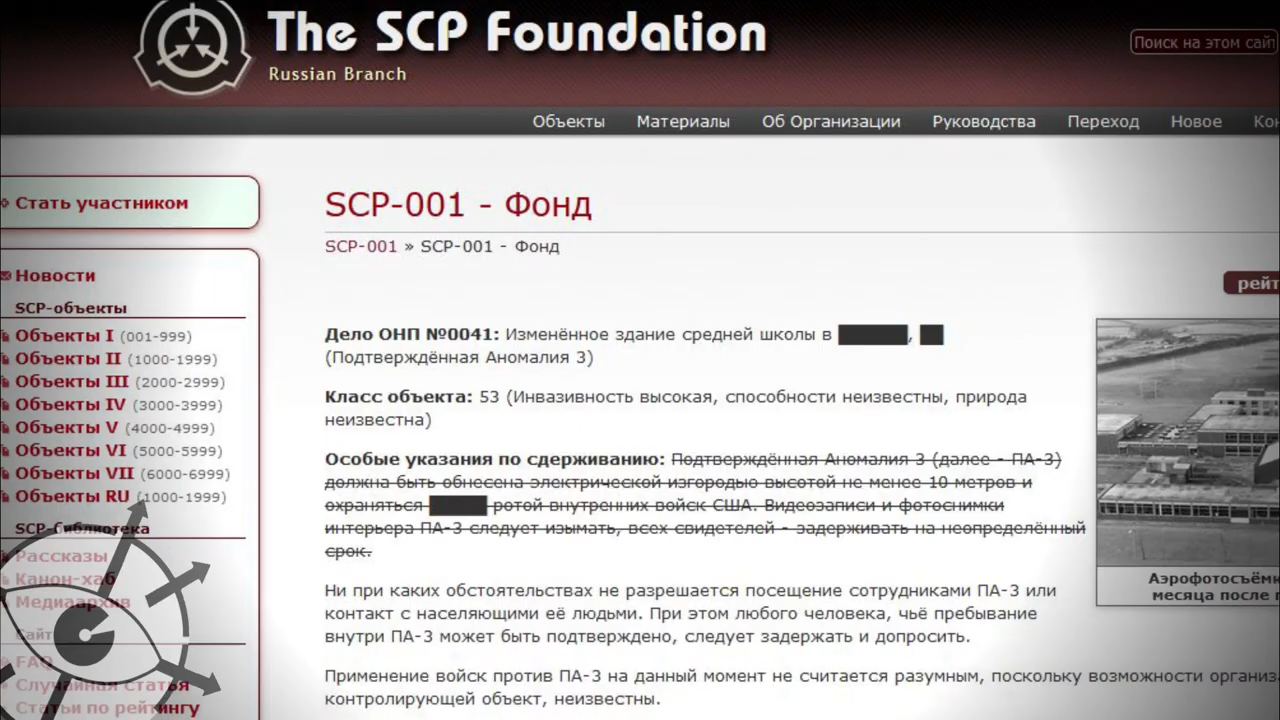 The SCP Foundation
Russian Branch
Поиск на этом сайт
Объекты Материалы Об Организации Руководства Переход Новое Кон
Стать участником
Новости
SCP-объекты
Объекты I (001-999)
Объекты II (1000-1999)
Объекты III (2000-2999)
Объекты IV (3000-3999)
Объекты V (4000-4999)
Объекты VI (5000-5999)
Объекты VII (6000-6999)
Объекты RU (1000-1999)
SCP-библиотека
Рассказы
Канон-хаб
Медиаархив
Сайт
FAQ
Случайная статья
Статьи по рейтингу
SCP-001 - Фонд
SCP-001 » SCP-001 - Фонд
рейт
Дело ОНП №0041: Изменённое здание средней школы в ██████, ██
(Подтверждённая Аномалия 3)
Класс объекта: 53 (Инвазивность высокая, способности неизвестны, природа
неизвестна)
Особые указания по сдерживанию: Подтверждённая Аномалия 3 (далее - ПА-3)
должна быть обнесена электрической изгородью высотой не менее 10 метров и
охраняться █████ ротой внутренних войск США. Видеозаписи и фотоснимки
интерьера ПА-3 следует изымать, всех свидетелей - задерживать на неопределённый
срок.
Ни при каких обстоятельствах не разрешается посещение сотрудниками ПА-3 или
контакт с населяющими её людьми. При этом любого человека, чьё пребывание
внутри ПА-3 может быть подтверждено, следует задержать и допросить.
Применение войск против ПА-3 на данный момент не считается разумным, поскольку возможности организа
контролирующей объект, неизвестны.
Аэрофотосъёмк
месяца после п